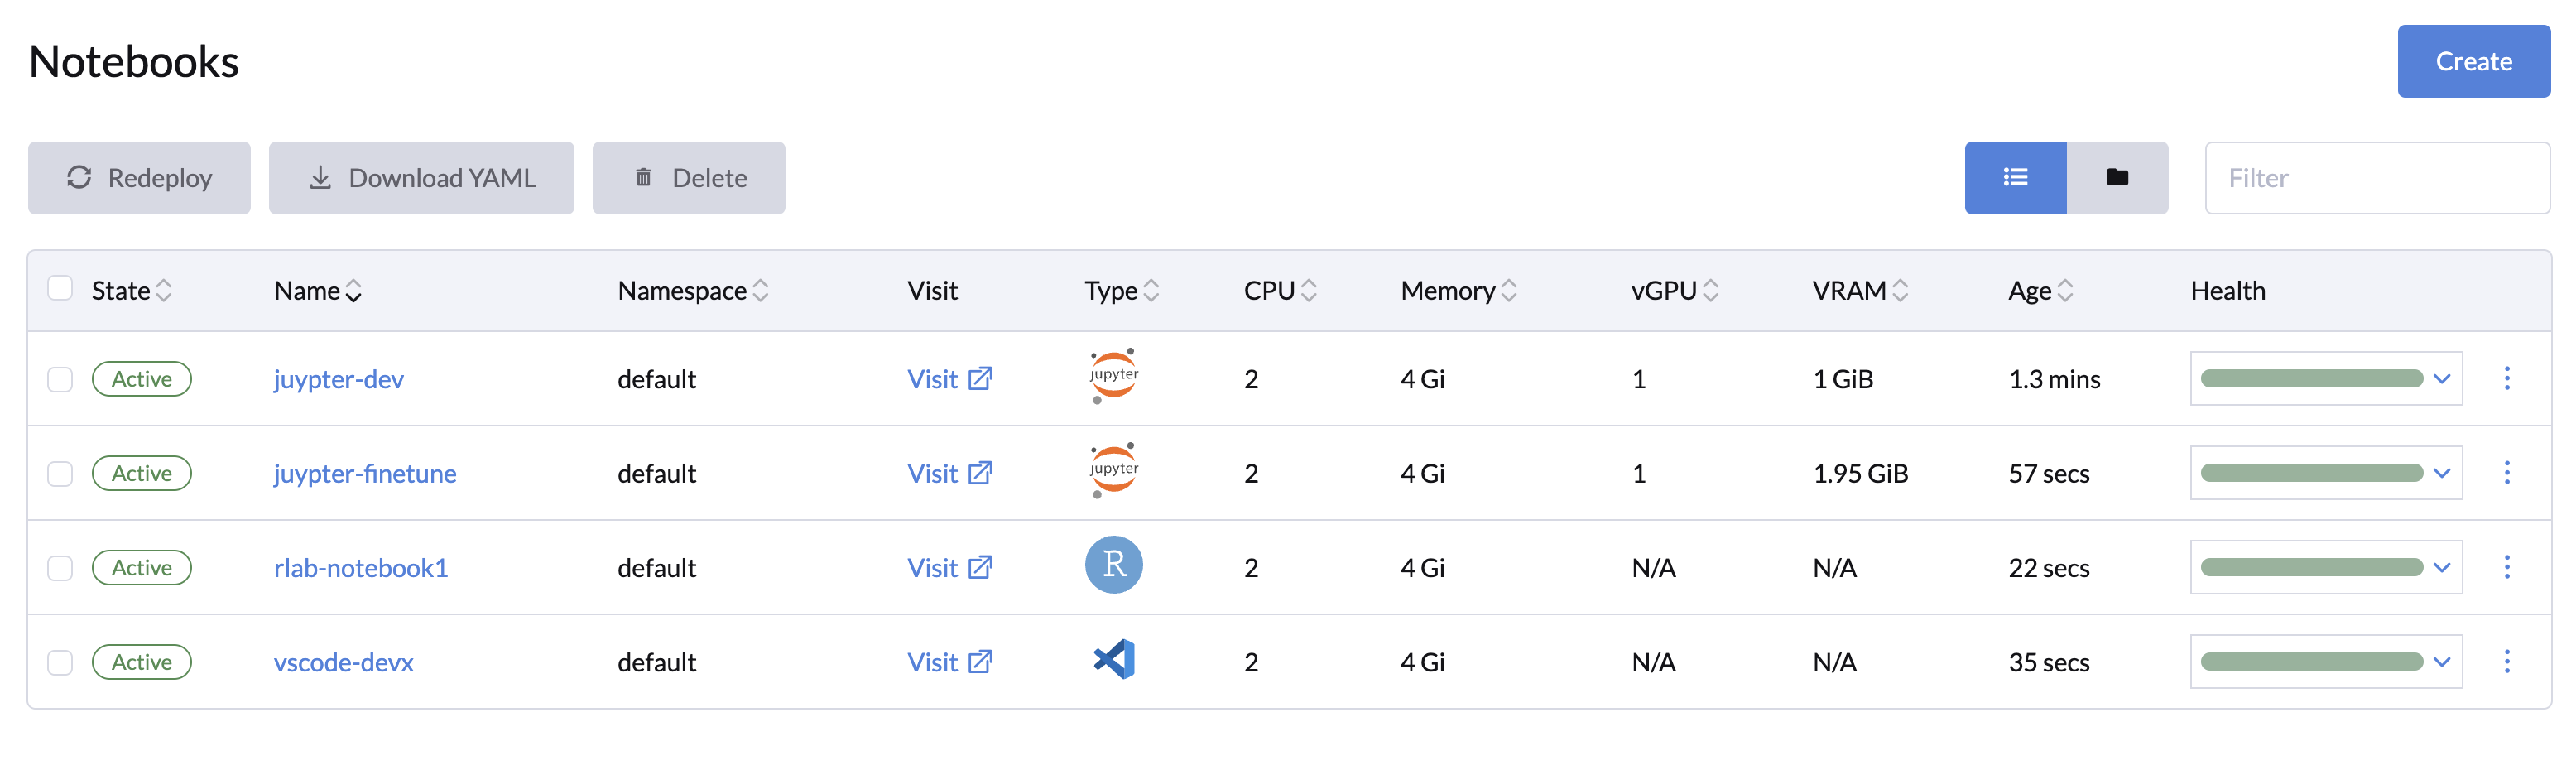 Notebooks
Create
Redeploy Download YAML Delete Filter
State Name Namespace Visit Type CPU Memory vGPU VRAM Age Health
Active juypter-dev default Visit jupyter 2 4 Gi 1 1 GiB 1.3 mins
Active juypter-finetune default Visit jupyter 2 4 Gi 1 1.95 GiB 57 secs
Active rlab-notebook1 default Visit R 2 4 Gi N/A N/A 22 secs
Active vscode-devx default Visit 2 4 Gi N/A N/A 35 secs